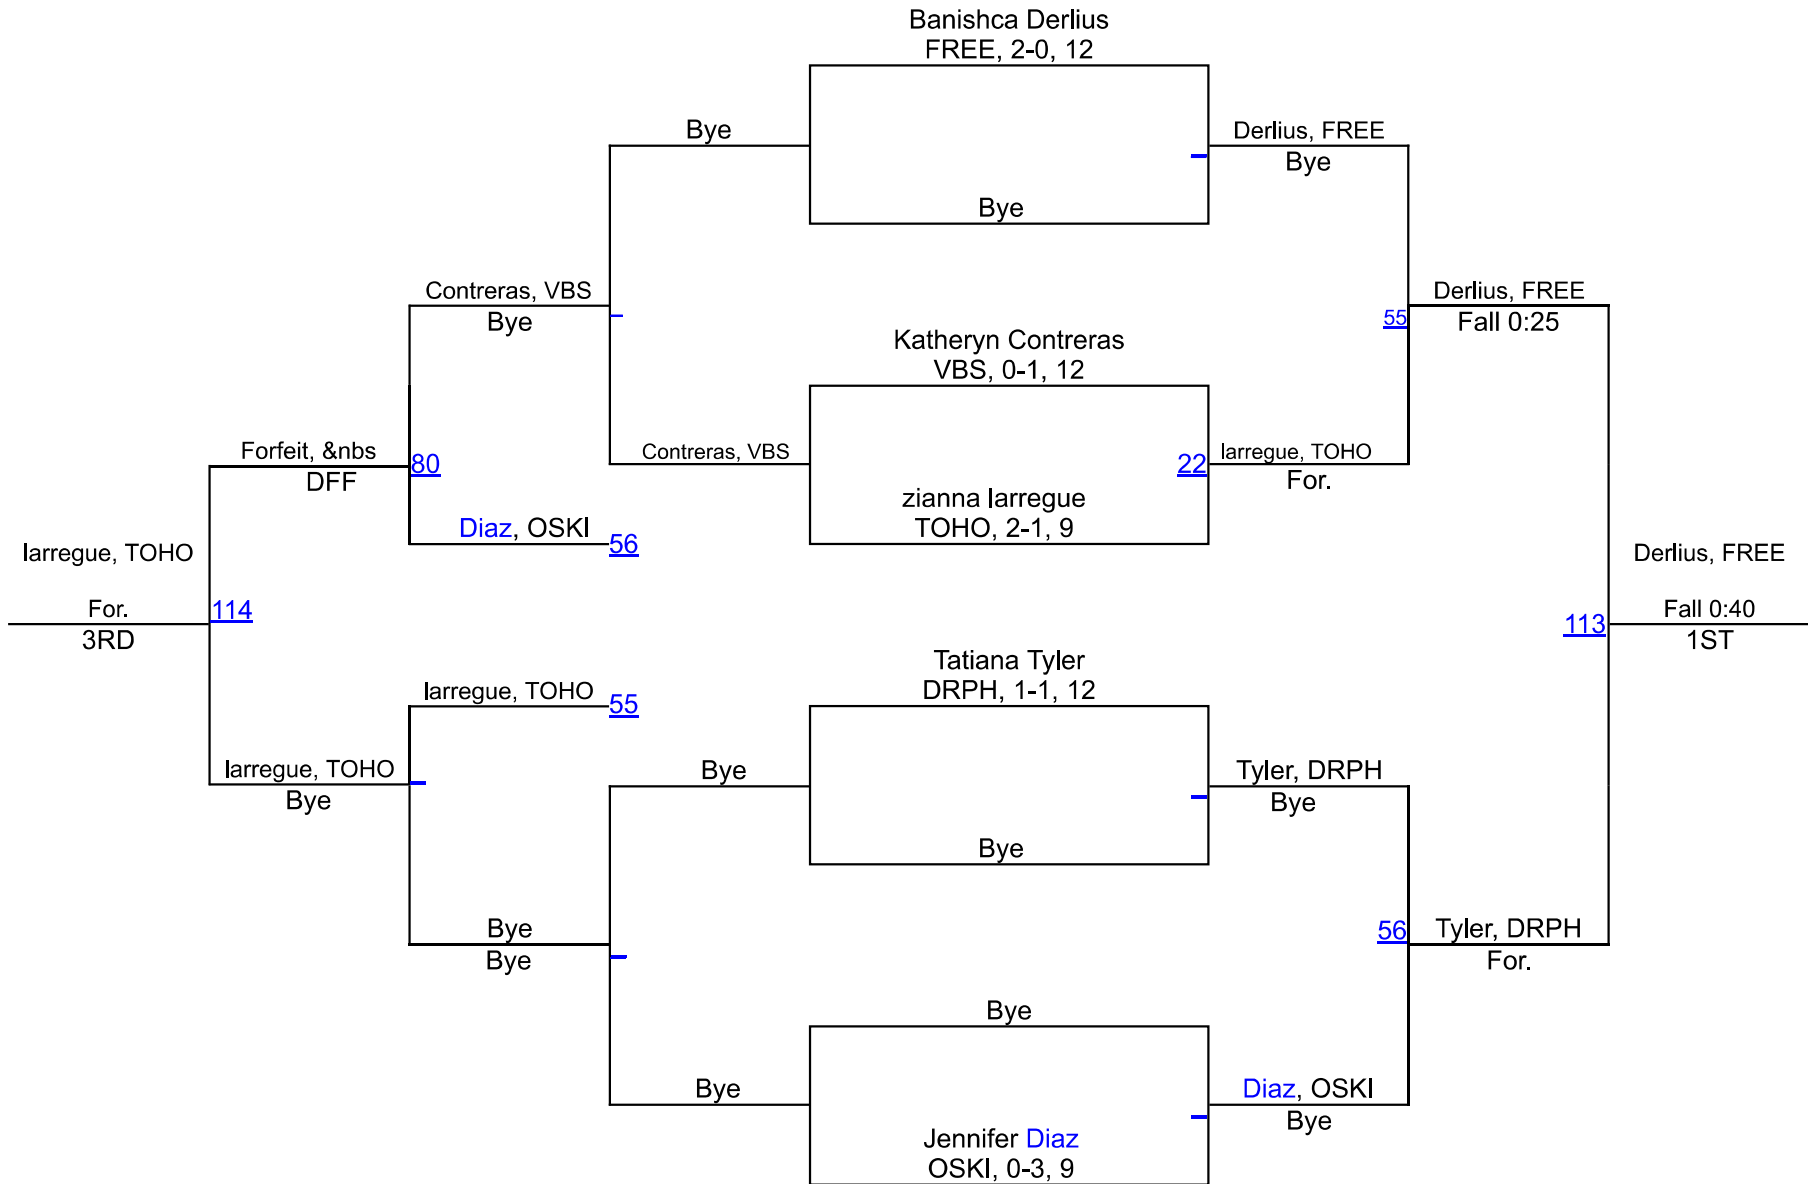 Banishca Derlius
FREE, 2-0, 12
Bye
Derlius, FREE
Bye
Bye
Contreras, VBS
Bye
Derlius, FREE
55
Fall 0:25
Katheryn Contreras
VBS, 0-1, 12
Forfeit, &nbs
80
DFF
Contreras, VBS
22
Iarregue, TOHO
For.
zianna Iarregue
TOHO, 2-1, 9
Diaz, OSKI
56
Iarregue, TOHO
For.
114
3RD
Derlius, FREE
113
Fall 0:40
1ST
Tatiana Tyler
DRPH, 1-1, 12
Iarregue, TOHO
55
Iarregue, TOHO
Bye
Bye
Tyler, DRPH
Bye
Bye
Bye
Bye
56
Tyler, DRPH
For.
Bye
Bye
Diaz, OSKI
Bye
Jennifer Diaz
OSKI, 0-3, 9